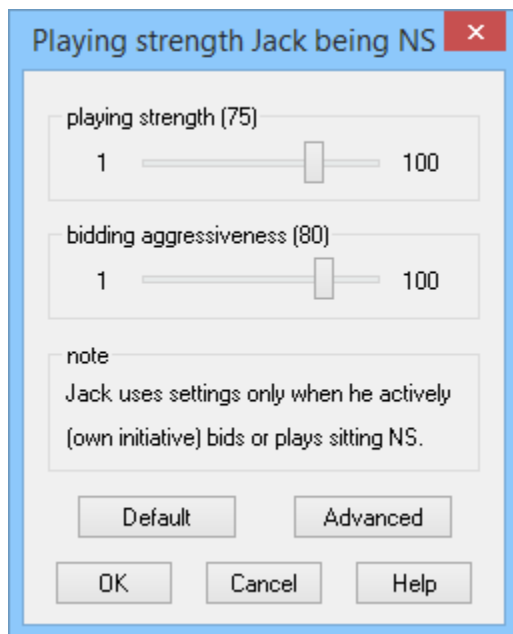 Playing strength Jack being NS
playing strength (75)
1 100
bidding aggressiveness (80)
1 100
note
Jack uses settings only when he actively
(own initiative) bids or plays sitting NS.
Default Advanced
OK Cancel Help